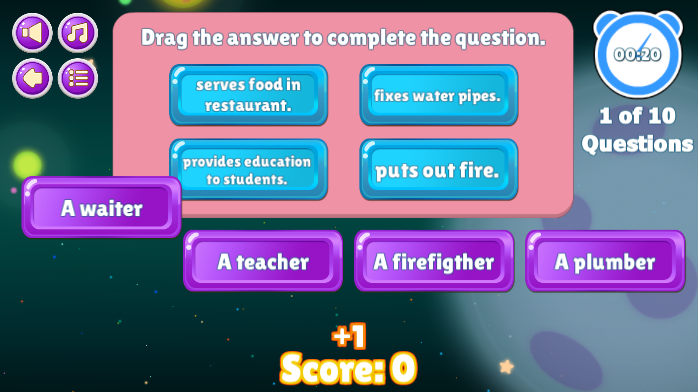 Drag the answer to complete the question.
00:20
serves food in
restaurant.
fixes water pipes.
1 of 10
Questions
provides education
to students.
puts out fire.
A waiter
A teacher
A firefigther
A plumber
+1
Score: 0